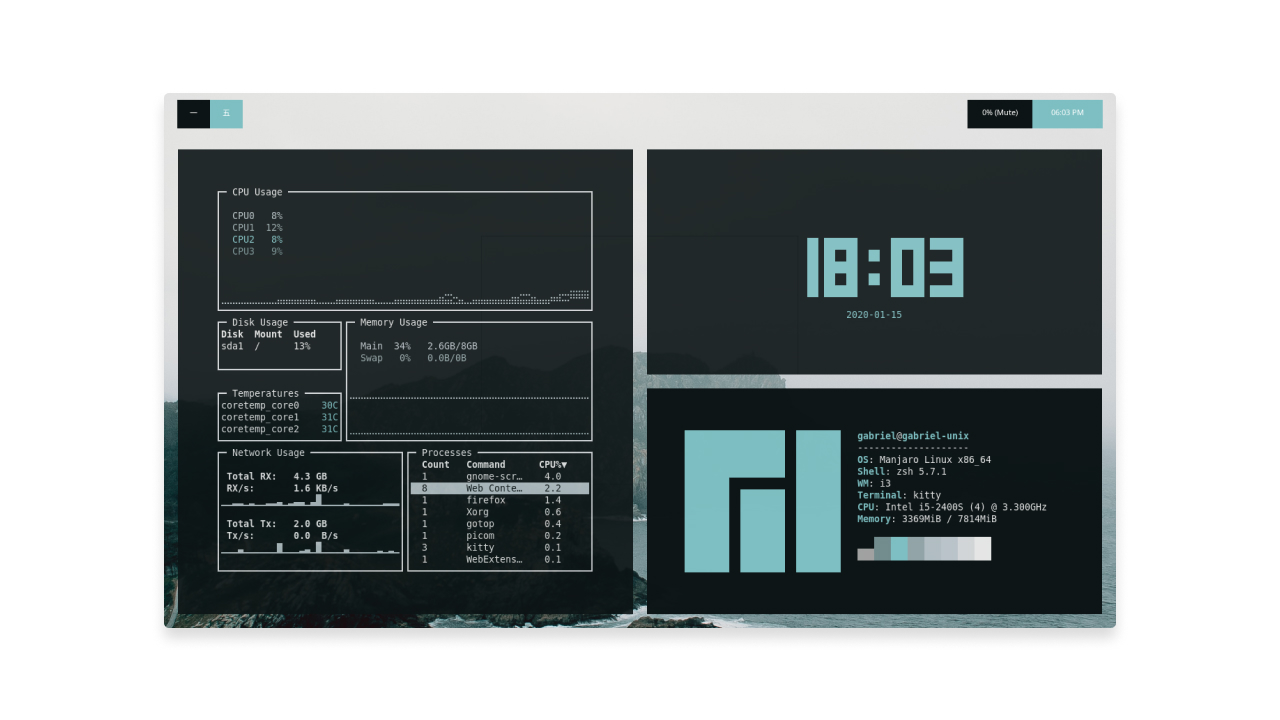 一 五
0% (Mute) 06:03 PM
CPU Usage
CPU0 8%
CPU1 12%
CPU2 8%
CPU3 9%
Disk Usage
Disk Mount Used
sda1 / 13%
Memory Usage
Main 34% 2.6GB/8GB
Swap 0% 0.0B/0B
Temperatures
coretemp_core0 30C
coretemp_core1 31C
coretemp_core2 31C
Network Usage
Total RX: 4.3 GB
RX/s: 1.6 KB/s
Total Tx: 2.0 GB
Tx/s: 0.0 B/s
Processes
Count Command CPU%▼
1 gnome-scr… 4.0
8 Web Conte… 2.2
1 firefox 1.4
1 Xorg 0.6
1 gotop 0.4
1 picom 0.2
3 kitty 0.1
1 WebExtens… 0.1
18:03
2020-01-15
gabriel@gabriel-unix
--------------------
OS: Manjaro Linux x86_64
Shell: zsh 5.7.1
WM: i3
Terminal: kitty
CPU: Intel i5-2400S (4) @ 3.300GHz
Memory: 3369MiB / 7814MiB